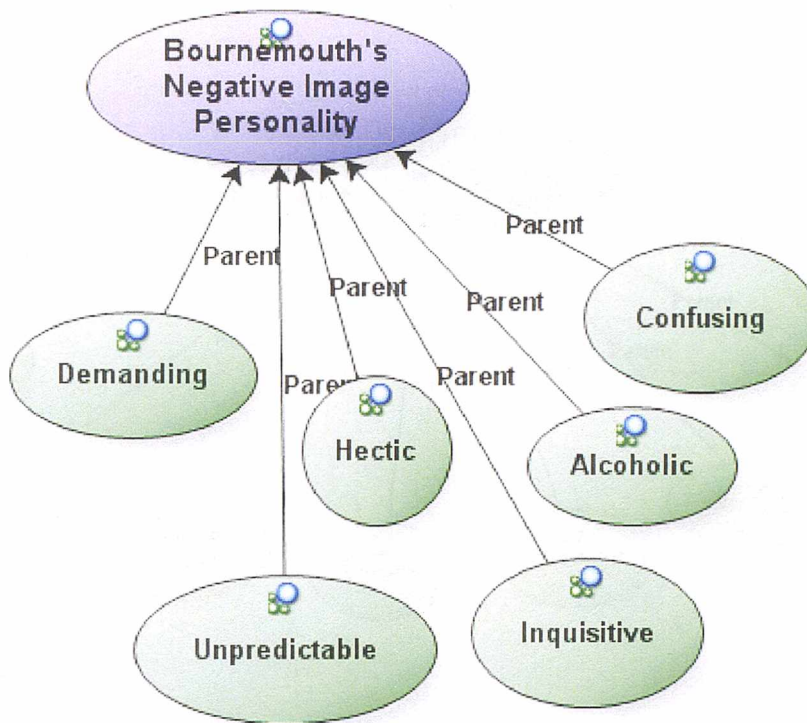 Bournemouth's
Negative Image
Personality
Parent
Parent
Parent
Parent
Parent
Confusing
Demanding
Parent
Hectic
Alcoholic
Unpredictable
Inquisitive